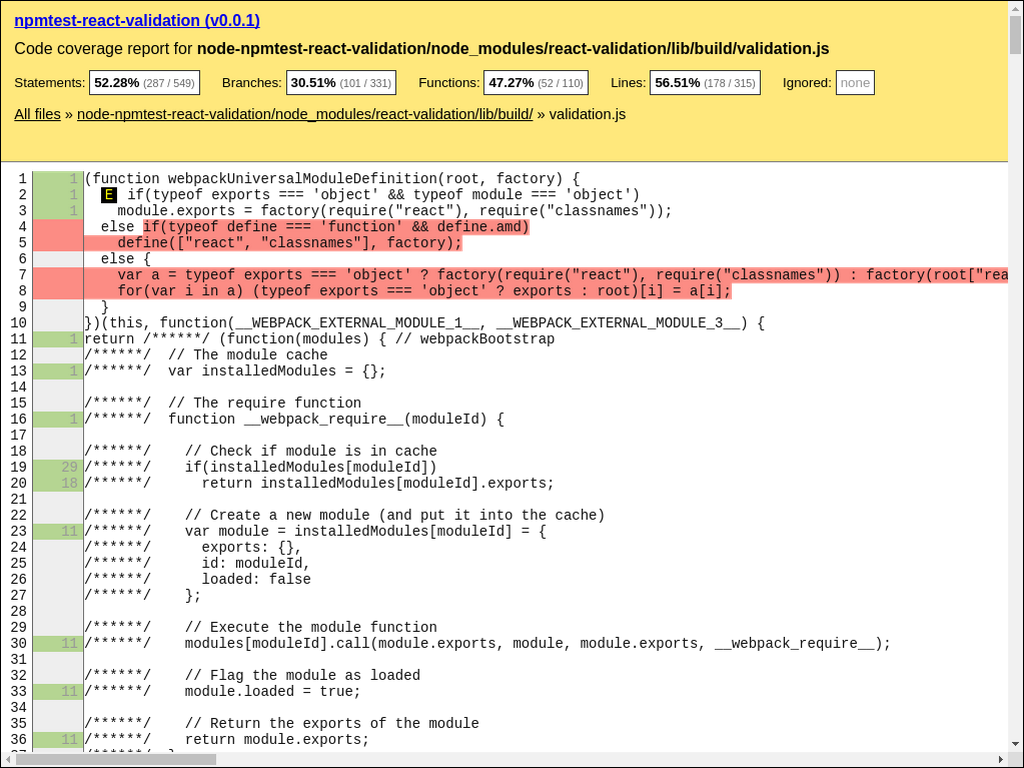 npmtest-react-validation (v0.0.1)
Code coverage report for node-npmtest-react-validation/node_modules/react-validation/lib/build/validation.js
Statements: 52.28% (287 / 549) Branches: 30.51% (101 / 331) Functions: 47.27% (52 / 110) Lines: 56.51% (178 / 315) Ignored: none
All files » node-npmtest-react-validation/node_modules/react-validation/lib/build/ » validation.js
1 1 (function webpackUniversalModuleDefinition(root, factory) {
2 1 E if(typeof exports === 'object' && typeof module === 'object')
3 1 module.exports = factory(require("react"), require("classnames"));
4 else if(typeof define === 'function' && define.amd)
5 define(["react", "classnames"], factory);
6 else {
7 var a = typeof exports === 'object' ? factory(require("react"), require("classnames")) : factory(root["rea
8 for(var i in a) (typeof exports === 'object' ? exports : root)[i] = a[i];
9 }
10 })(this, function(__WEBPACK_EXTERNAL_MODULE_1__, __WEBPACK_EXTERNAL_MODULE_3__) {
11 1 return /******/ (function(modules) { // webpackBootstrap
12 /******/ // The module cache
13 1 /******/ var installedModules = {};
14
15 /******/ // The require function
16 1 /******/ function __webpack_require__(moduleId) {
17
18 /******/ // Check if module is in cache
19 29 /******/ if(installedModules[moduleId])
20 18 /******/ return installedModules[moduleId].exports;
21
22 /******/ // Create a new module (and put it into the cache)
23 11 /******/ var module = installedModules[moduleId] = {
24 /******/ exports: {},
25 /******/ id: moduleId,
26 /******/ loaded: false
27 /******/ };
28
29 /******/ // Execute the module function
30 11 /******/ modules[moduleId].call(module.exports, module, module.exports, __webpack_require__);
31
32 /******/ // Flag the module as loaded
33 11 /******/ module.loaded = true;
34
35 /******/ // Return the exports of the module
36 11 /******/ return module.exports;